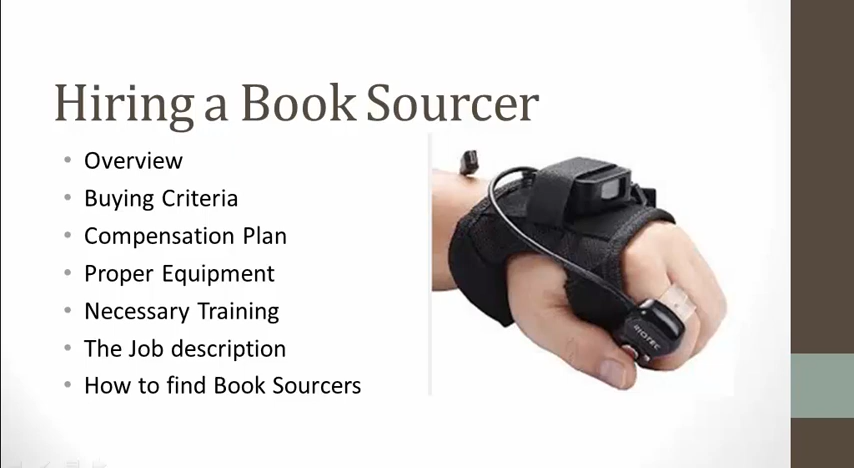 Hiring a Book Sourcer
• Overview
• Buying Criteria
• Compensation Plan
• Proper Equipment
• Necessary Training
• The Job description
• How to find Book Sourcers
RIOTEC